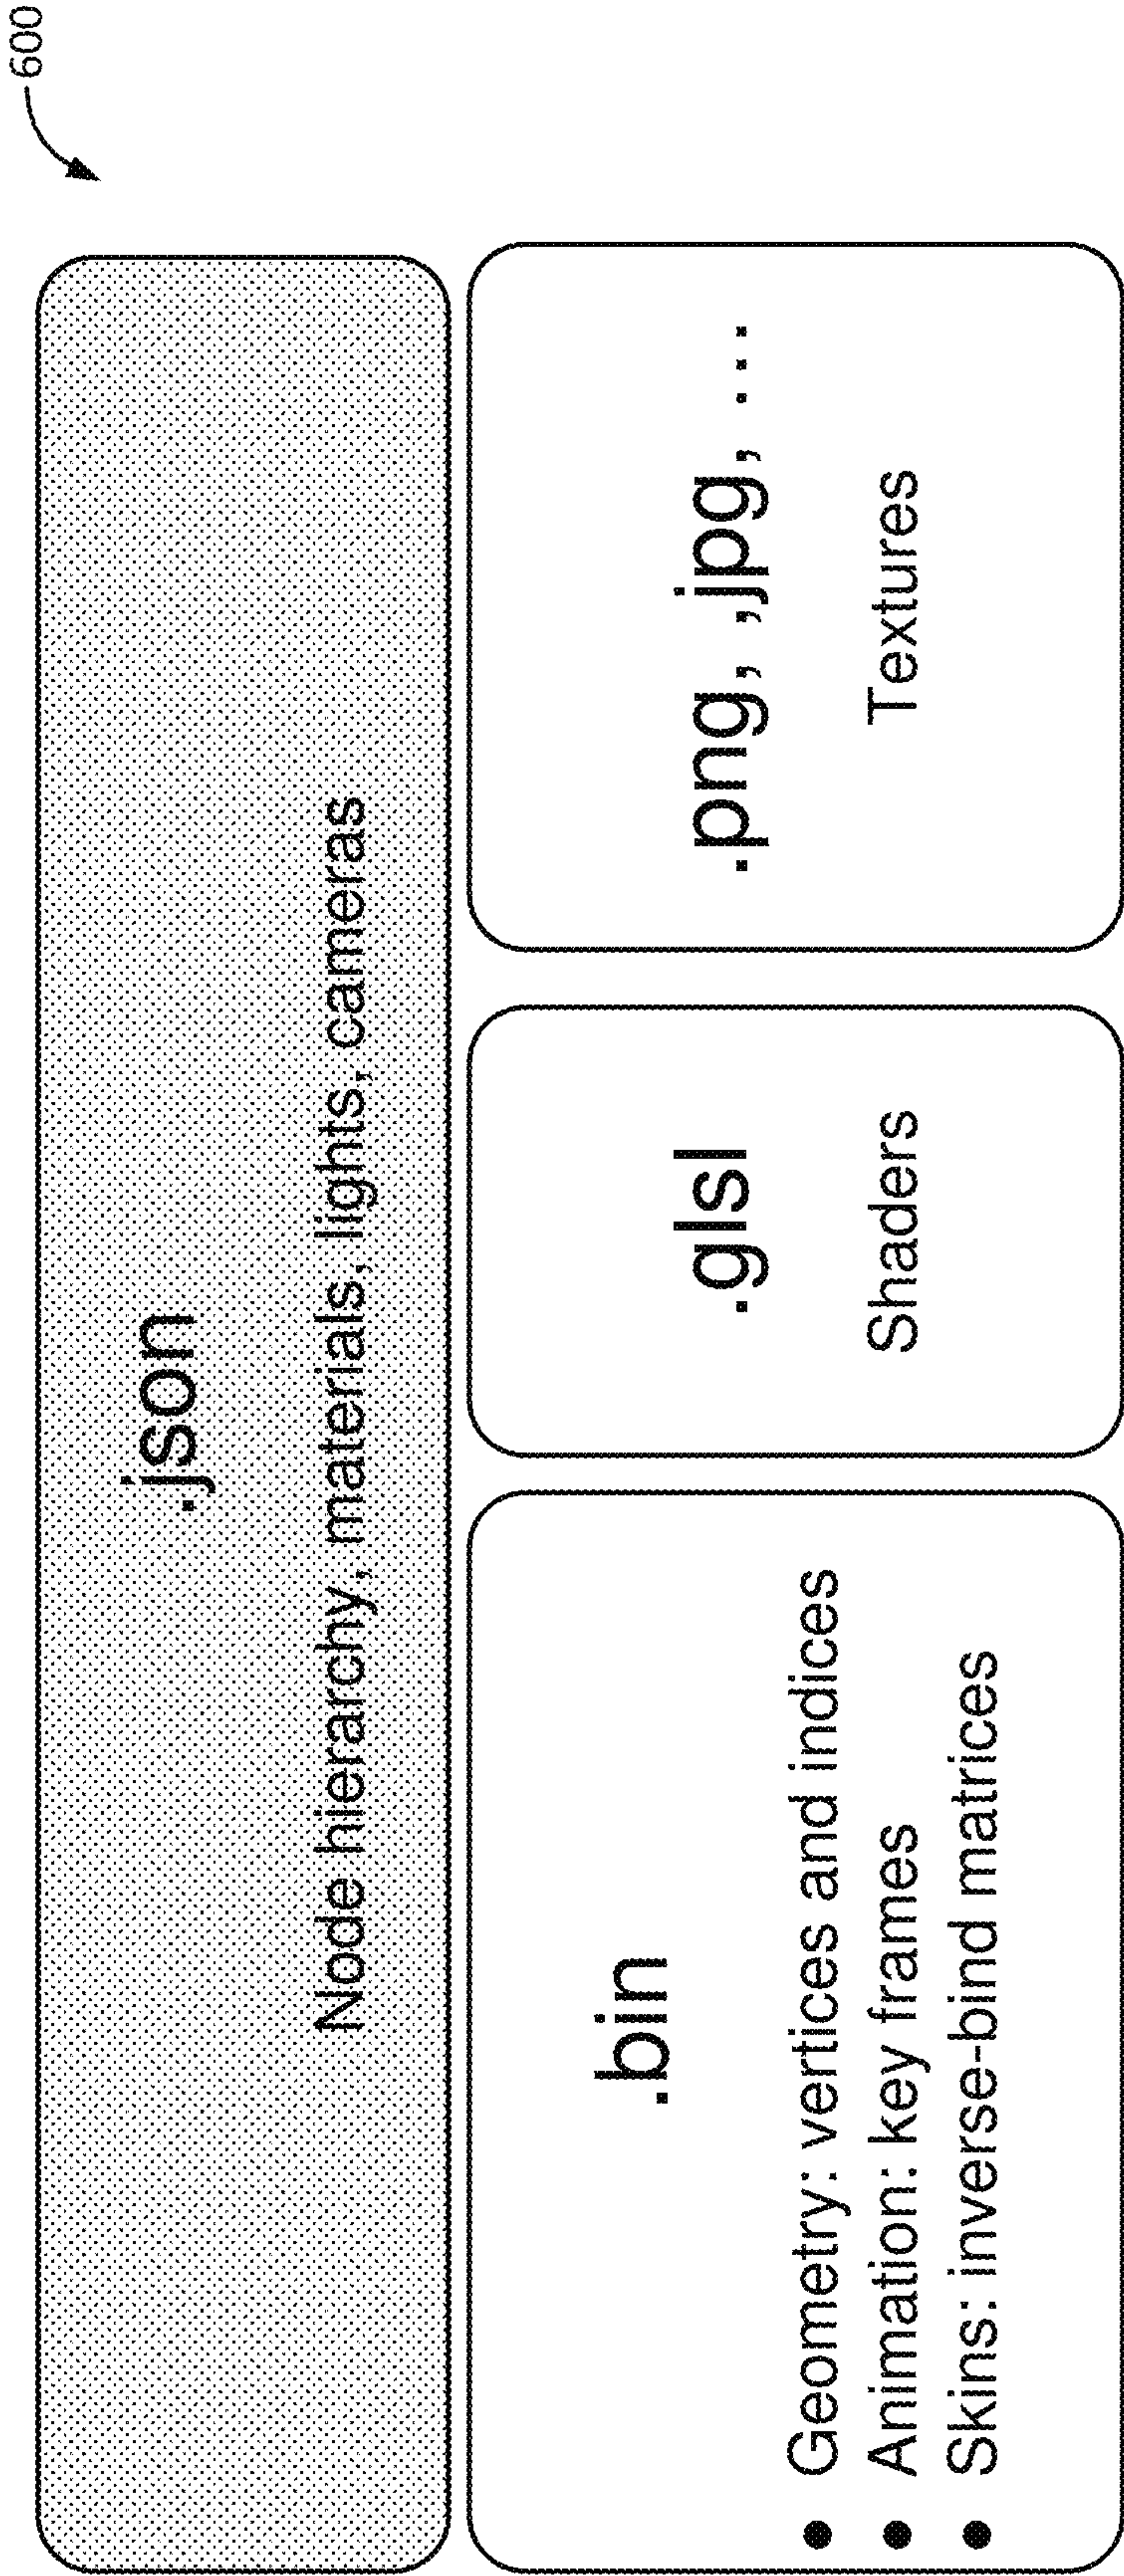 600
.json
Node hierarchy, materials, lights, cameras
.bin
Geometry: vertices and indices
Animation: key frames
Skins: inverse-bind matrices
.glsl
Shaders
.png, ,jpg, ...
Textures